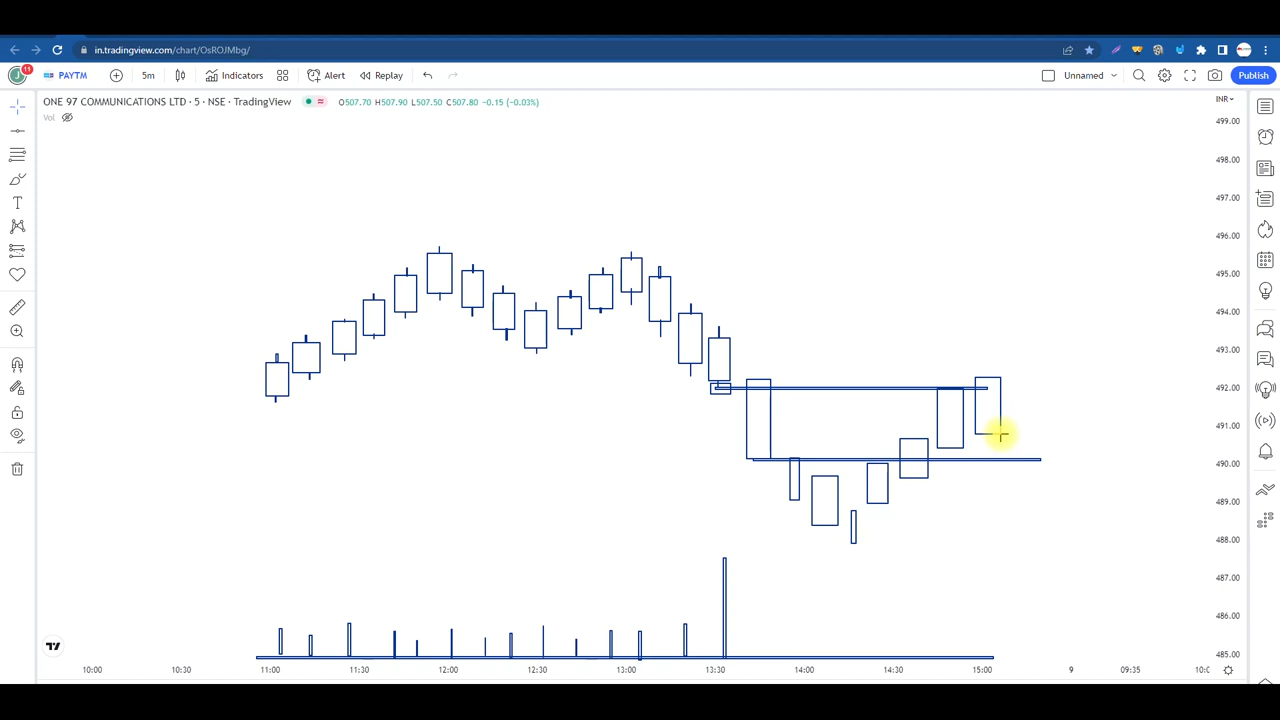 in.tradingview.com/chart/OsROJMbg/
J 11 PAYTM 5m Indicators Alert Replay Unnamed Publish
ONE 97 COMMUNICATIONS LTD · 5 · NSE · TradingView O507.70 H507.90 L507.50 C507.80 −0.15 (−0.03%)
INR
Vol
499.00
498.00
497.00
496.00
495.00
494.00
493.00
492.00
491.00
490.00
489.00
488.00
487.00
486.00
485.00
10:00 10:30 11:00 11:30 12:00 12:30 13:00 13:30 14:00 14:30 15:00 9 09:35